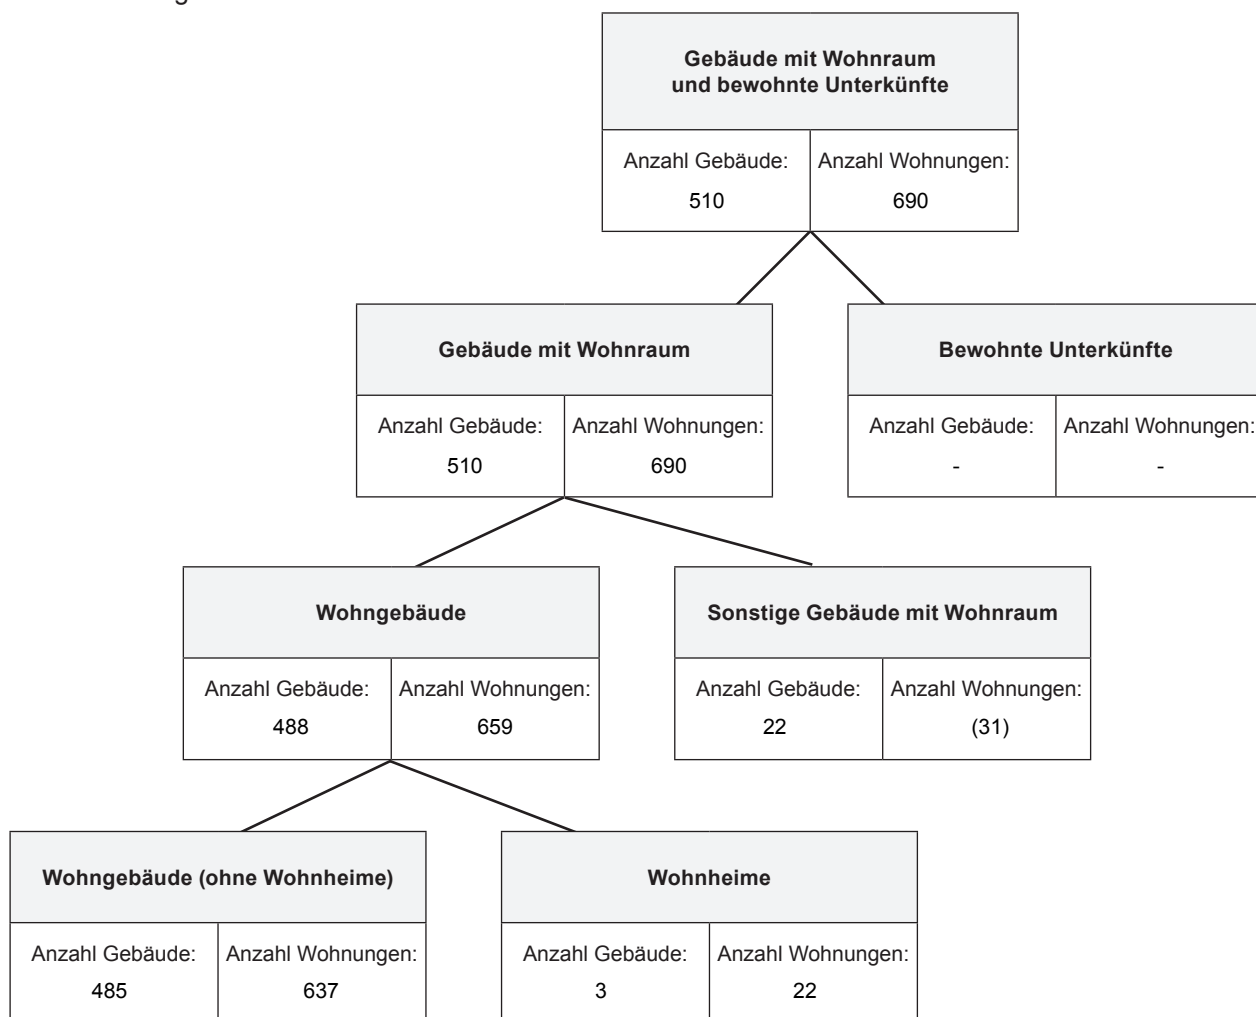 Gebäude mit Wohnraum
und bewohnte Unterkünfte
Anzahl Gebäude: Anzahl Wohnungen:
510 690
Gebäude mit Wohnraum
Anzahl Gebäude: Anzahl Wohnungen:
510 690
Bewohnte Unterkünfte
Anzahl Gebäude: Anzahl Wohnungen:
- -
Wohngebäude
Anzahl Gebäude: Anzahl Wohnungen:
488 659
Sonstige Gebäude mit Wohnraum
Anzahl Gebäude: Anzahl Wohnungen:
22 (31)
Wohngebäude (ohne Wohnheime)
Anzahl Gebäude: Anzahl Wohnungen:
485 637
Wohnheime
Anzahl Gebäude: Anzahl Wohnungen:
3 22